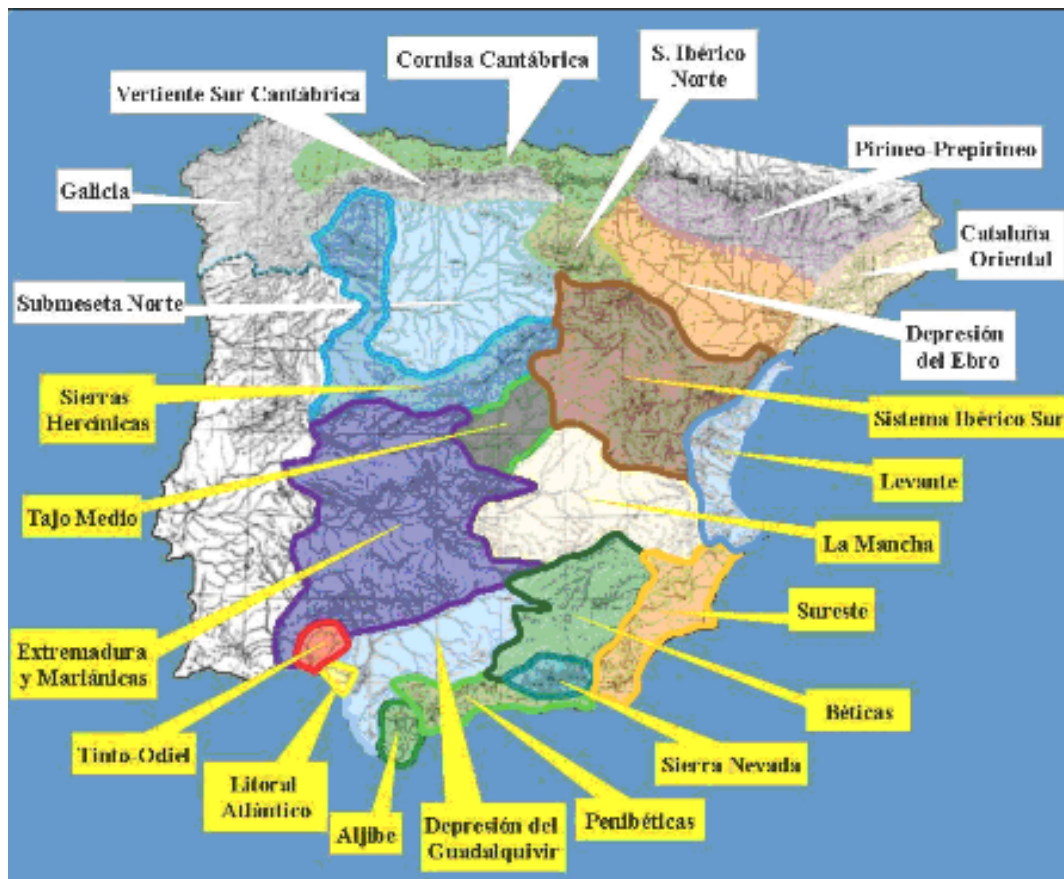 Cornisa Cantábrica
S. Ibérico
Norte
Vertiente Sur Cantábrica
Pirineo-Prepirineo
Galicia
Cataluña
Oriental
Submeseta Norte
Depresión
del Ebro
Sierras
Hercínicas
Sistema Ibérico Sur
Levante
Tajo Medio
La Mancha
Sureste
Extremadura
y Mariánicas
Béticas
Tinto-Odiel
Sierra Nevada
Litoral
Atlántico
Penibéticas
Aljibe
Depresión del
Guadalquivir